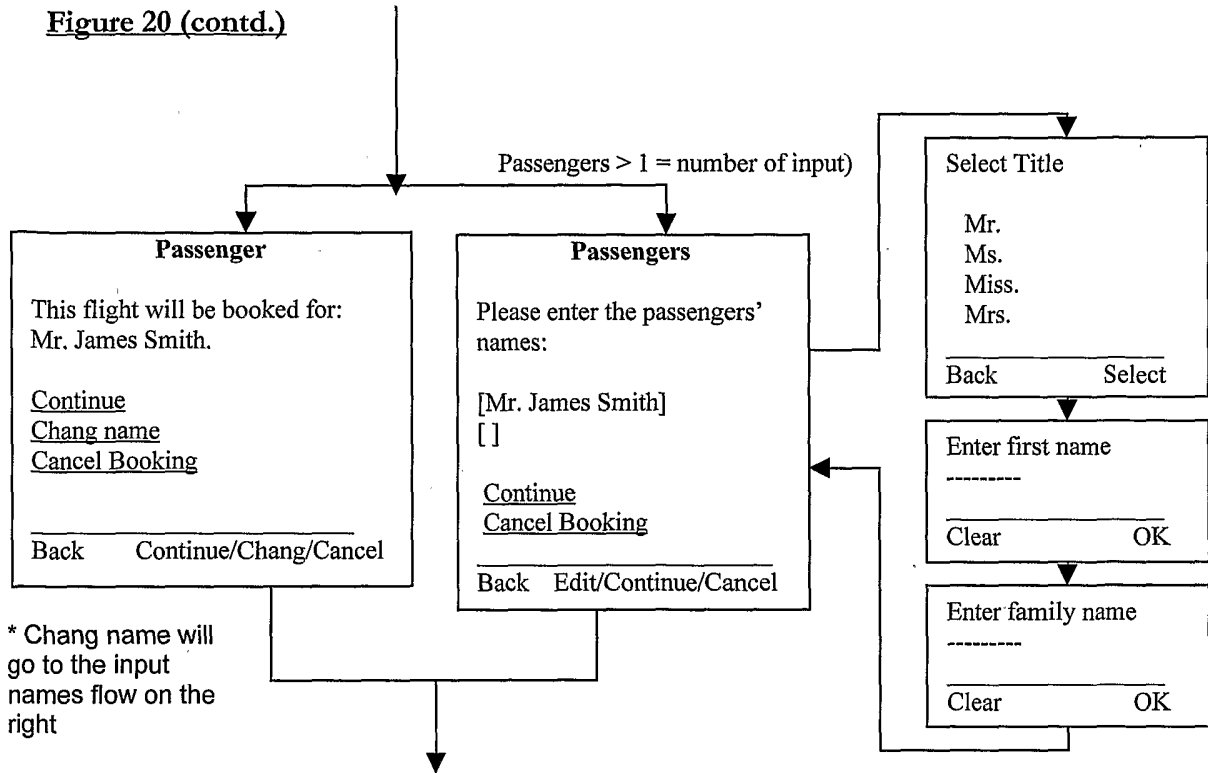 Figure 20 (contd.)
Passengers > 1 = number of input)
Passenger
This flight will be booked for:
Mr. James Smith.
Continue
Chang name
Cancel Booking
Back Continue/Chang/Cancel
* Chang name will
go to the input
names flow on the
right
Passengers
Please enter the passengers’
names:
[Mr. James Smith]
[ ]
Continue
Cancel Booking
Back Edit/Continue/Cancel
Select Title
Mr.
Ms.
Miss.
Mrs.
Back Select
Enter first name
---------
Clear OK
Enter family name
---------
Clear OK